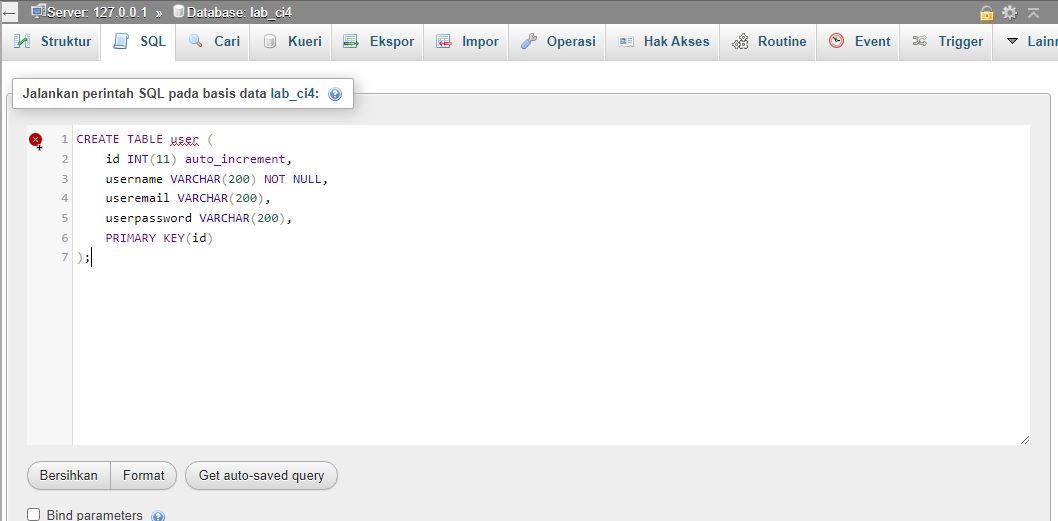 Server: 127.0.0.1 » Database: lab_ci4
Struktur SQL Cari Kueri Ekspor Impor Operasi Hak Akses Routine Event Trigger Lainn
Jalankan perintah SQL pada basis data lab_ci4:
1 CREATE TABLE user (
2 id INT(11) auto_increment,
3 username VARCHAR(200) NOT NULL,
4 useremail VARCHAR(200),
5 userpassword VARCHAR(200),
6 PRIMARY KEY(id)
7 );
Bersihkan Format Get auto-saved query
Bind parameters